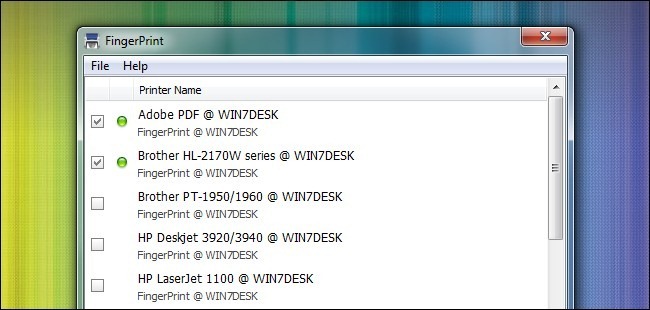 FingerPrint
File Help
Printer Name
Adobe PDF @ WIN7DESK
FingerPrint @ WIN7DESK
Brother HL-2170W series @ WIN7DESK
FingerPrint @ WIN7DESK
Brother PT-1950/1960 @ WIN7DESK
FingerPrint @ WIN7DESK
HP Deskjet 3920/3940 @ WIN7DESK
FingerPrint @ WIN7DESK
HP LaserJet 1100 @ WIN7DESK
FingerPrint @ WIN7DESK